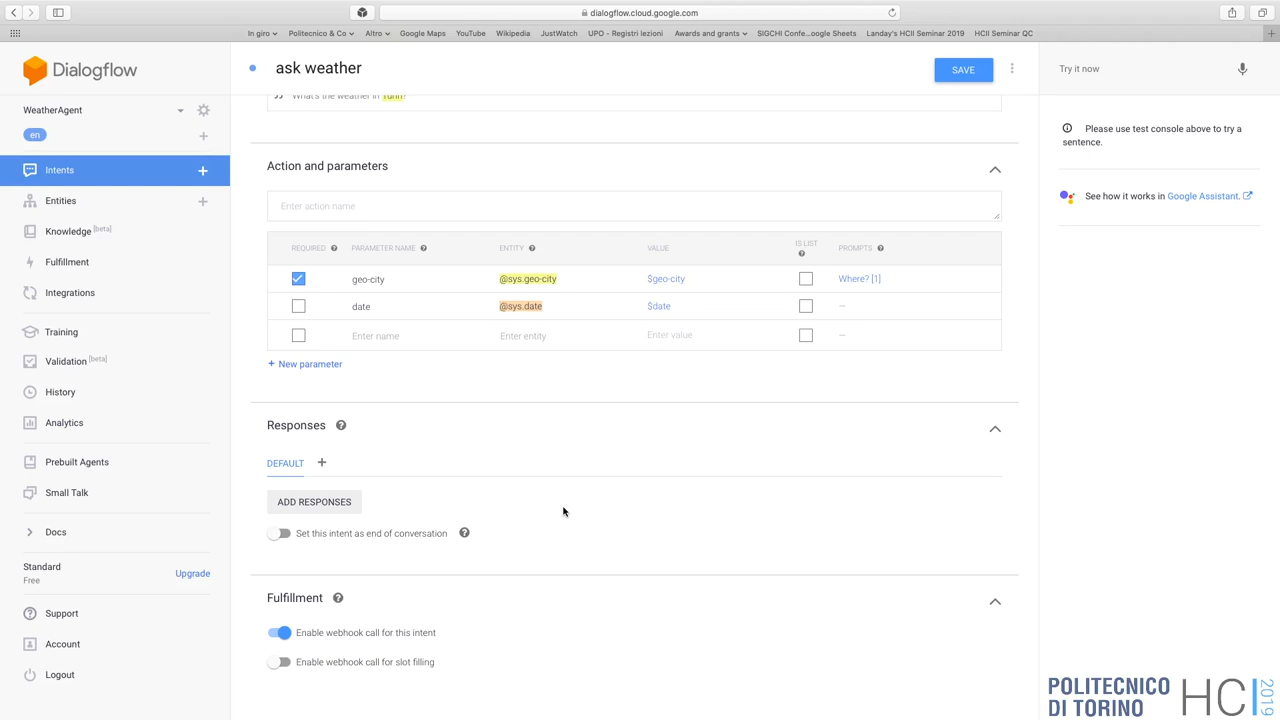 dialogflow.cloud.google.com
In giro Politecnico & Co Altro Google Maps YouTube Wikipedia JustWatch UPO - Registri lezioni Awards and grants SIGCHI Confe...oogle Sheets Landay's HCII Seminar 2019 HCII Seminar QC
Dialogflow
ask weather
SAVE
Try it now
WeatherAgent
en
What's the weather in Turin?
Please use test console above to try a
sentence.
See how it works in Google Assistant.
Intents
Entities
Knowledge [beta]
Fulfillment
Integrations
Training
Validation [beta]
History
Analytics
Prebuilt Agents
Small Talk
Docs
Standard
Free
Upgrade
Support
Account
Logout
Action and parameters
Enter action name
REQUIRED PARAMETER NAME ENTITY VALUE IS LIST PROMPTS
geo-city @sys.geo-city $geo-city Where? [1]
date @sys.date $date –
Enter name Enter entity Enter value –
+ New parameter
Responses
DEFAULT +
ADD RESPONSES
Set this intent as end of conversation
Fulfillment
Enable webhook call for this intent
Enable webhook call for slot filling
POLITECNICO
DI TORINO
HCI 2019